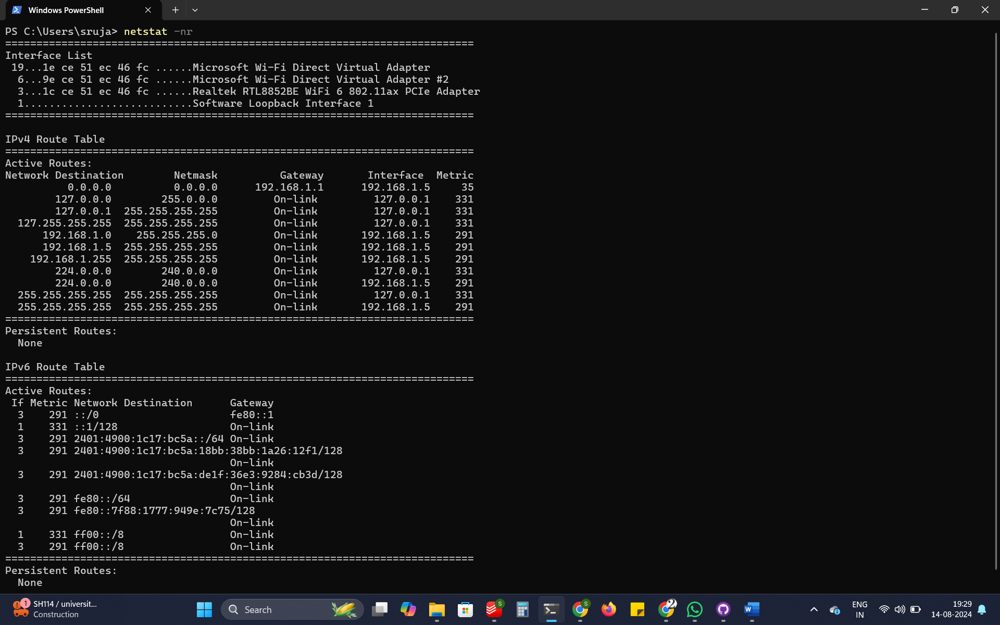 Windows PowerShell
PS C:\Users\sruja> netstat -nr
===========================================================================
Interface List
 19...1e ce 51 ec 46 fc ......Microsoft Wi-Fi Direct Virtual Adapter
  6...9e ce 51 ec 46 fc ......Microsoft Wi-Fi Direct Virtual Adapter #2
  3...1c ce 51 ec 46 fc ......Realtek RTL8852BE WiFi 6 802.11ax PCIe Adapter
  1...........................Software Loopback Interface 1
===========================================================================
IPv4 Route Table
===========================================================================
Active Routes:
Network Destination        Netmask          Gateway       Interface  Metric
          0.0.0.0          0.0.0.0      192.168.1.1      192.168.1.5     35
        127.0.0.0        255.0.0.0         On-link         127.0.0.1    331
        127.0.0.1  255.255.255.255         On-link         127.0.0.1    331
  127.255.255.255  255.255.255.255         On-link         127.0.0.1    331
      192.168.1.0    255.255.255.0         On-link       192.168.1.5    291
      192.168.1.5  255.255.255.255         On-link       192.168.1.5    291
    192.168.1.255  255.255.255.255         On-link       192.168.1.5    291
        224.0.0.0        240.0.0.0         On-link         127.0.0.1    331
        224.0.0.0        240.0.0.0         On-link       192.168.1.5    291
  255.255.255.255  255.255.255.255         On-link         127.0.0.1    331
  255.255.255.255  255.255.255.255         On-link       192.168.1.5    291
===========================================================================
Persistent Routes:
  None
IPv6 Route Table
===========================================================================
Active Routes:
 If Metric Network Destination      Gateway
  3    291 ::/0                     fe80::1
  1    331 ::1/128                  On-link
  3    291 2401:4900:1c17:bc5a::/64 On-link
  3    291 2401:4900:1c17:bc5a:18bb:38bb:1a26:12f1/128
                                    On-link
  3    291 2401:4900:1c17:bc5a:de1f:36e3:9284:cb3d/128
                                    On-link
  3    291 fe80::/64                On-link
  3    291 fe80::7f88:1777:949e:7c75/128
                                    On-link
  1    331 ff00::/8                 On-link
  3    291 ff00::/8                 On-link
===========================================================================
Persistent Routes:
  None
1 SH114 / universit...
Construction
Search
S
S
2
W
ENG
IN
19:29
14-08-2024